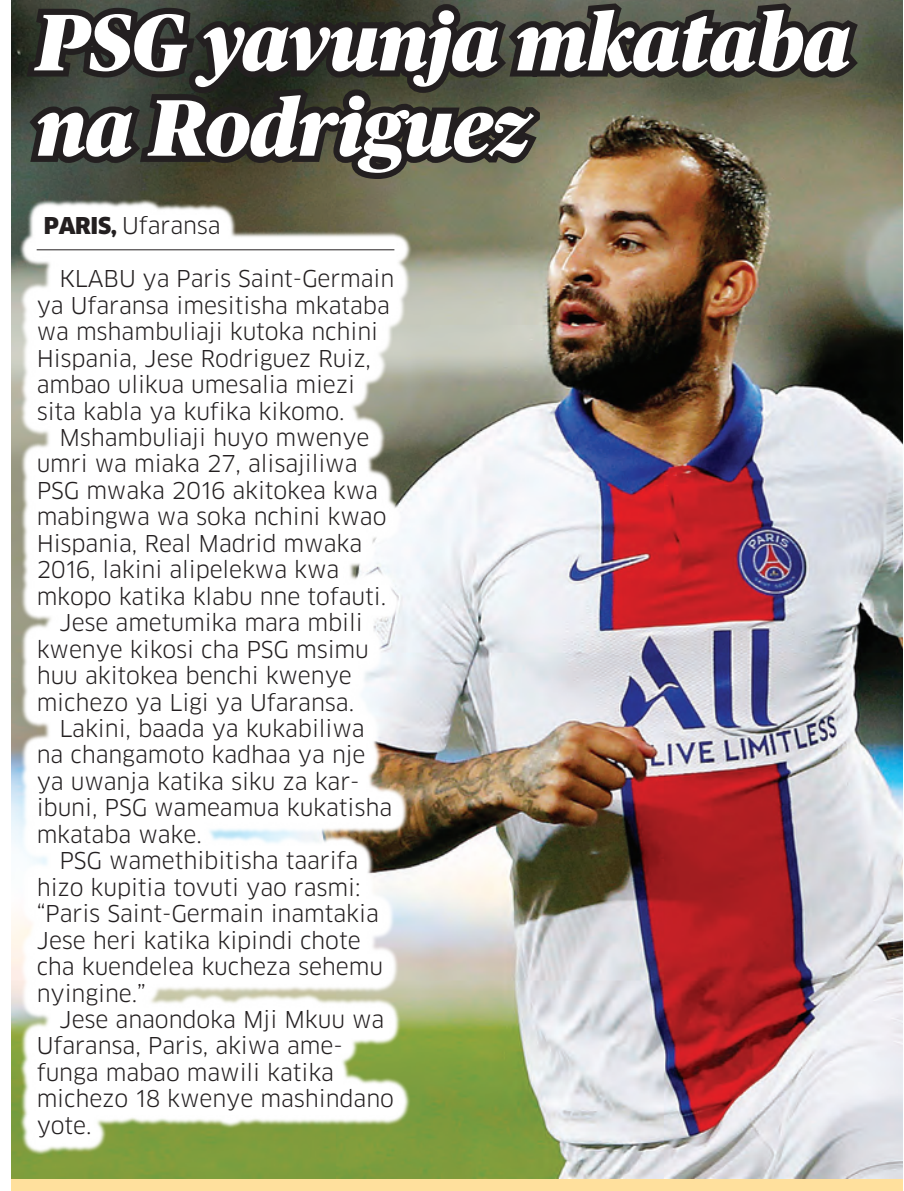 PSG yavunja mkataba
na Rodriguez
PARIS, Ufaransa
KLABU ya Paris Saint-Germain
ya Ufaransa imesitisha mkataba
wa mshambuliaji kutoka nchini
Hispania, Jese Rodriguez Ruiz,
ambao ulikua umesalia miezi
sita kabla ya kufika kikomo.
Mshambuliaji huyo mwenye
umri wa miaka 27, alisajiliwa
PSG mwaka 2016 akitokea kwa
mabingwa wa soka nchini kwao
Hispania, Real Madrid mwaka
2016, lakini alipelekwa kwa
mkopo katika klabu nne tofauti.
Jese ametumika mara mbili
kwenye kikosi cha PSG msimu
huu akitokea benchi kwenye
michezo ya Ligi ya Ufaransa.
Lakini, baada ya kukabiliwa
na changamoto kadhaa ya nje
ya uwanja katika siku za kar-
ibuni, PSG wameamua kukatisha
mkataba wake.
PSG wamethibitisha taarifa
hizo kupitia tovuti yao rasmi:
“Paris Saint-Germain inamtakia
Jese heri katika kipindi chote
cha kuendelea kucheza sehemu
nyingine.”
Jese anaondoka Mji Mkuu wa
Ufaransa, Paris, akiwa ame-
funga mabao mawili katika
michezo 18 kwenye mashindano
yote.
PARIS
SAINT-GERMAIN
All
LIVE LIMITLESS